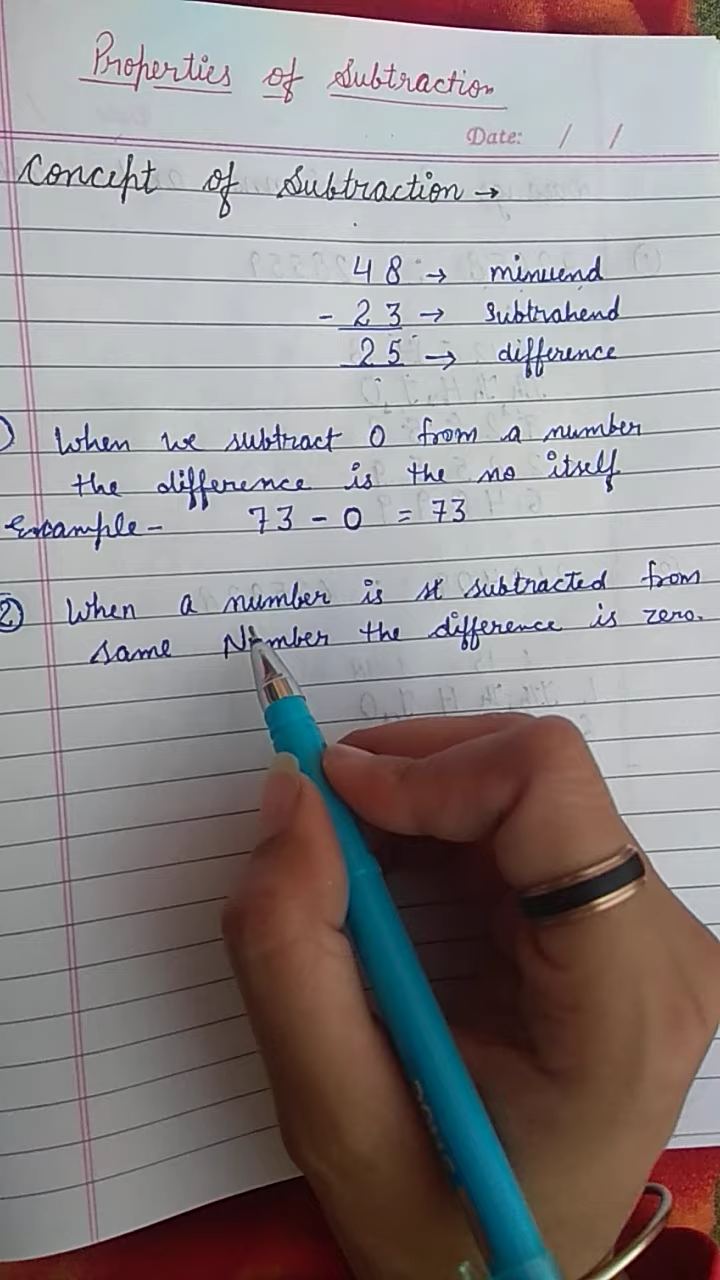 Properties of Subtraction
Date: / /
Concept of Subtraction →
48 → minuend
- 23 → Subtrahend
25 → difference
) When we subtract 0 from a number
the difference is the no itself
Example - 73 - 0 = 73
2) When a number is st subtracted from
same Number the difference is zero.